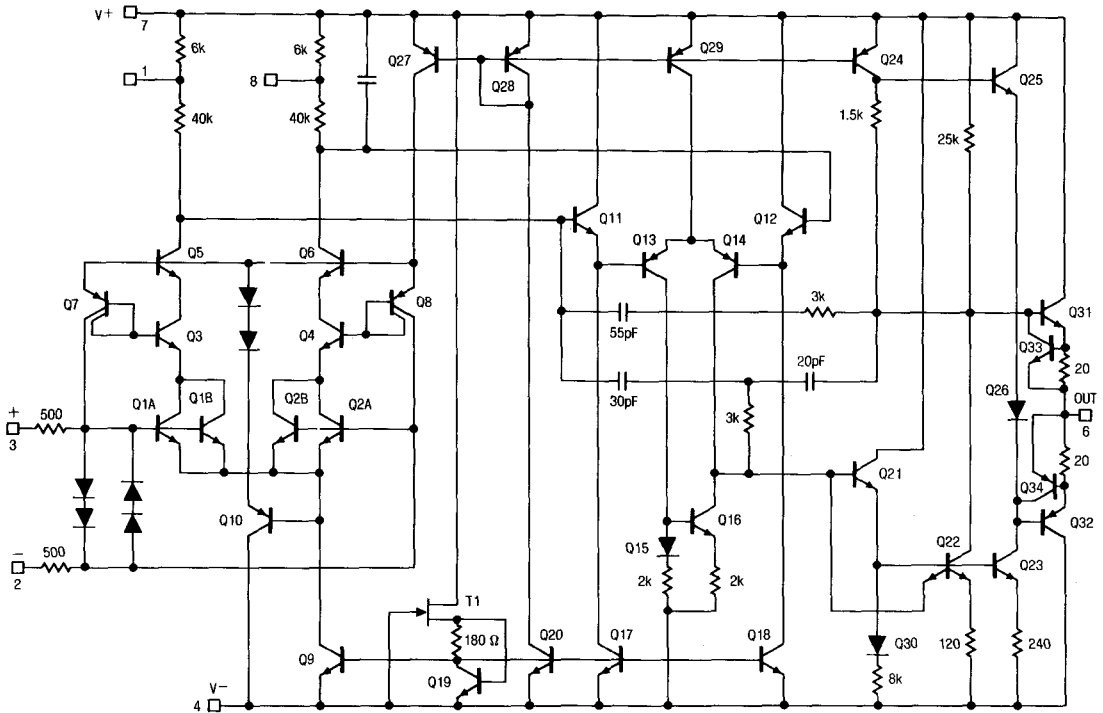 V+
7
6k
6k
Q27
Q28
Q29
Q24
Q25
1
8
40k
40k
1.5k
25k
Q11
Q12
Q13
Q14
Q5
Q6
Q7
Q8
Q3
Q4
3k
55pF
Q31
Q33
20
20pF
30pF
Q1A
Q1B
Q2B
Q2A
Q26
OUT
6
+
3
500
3k
20
Q21
Q34
Q32
Q10
Q16
Q15
Q22
Q23
−
2
500
2k
2k
T1
180 Ω
Q9
Q19
Q20
Q17
Q18
Q30
120
240
8k
V−
4